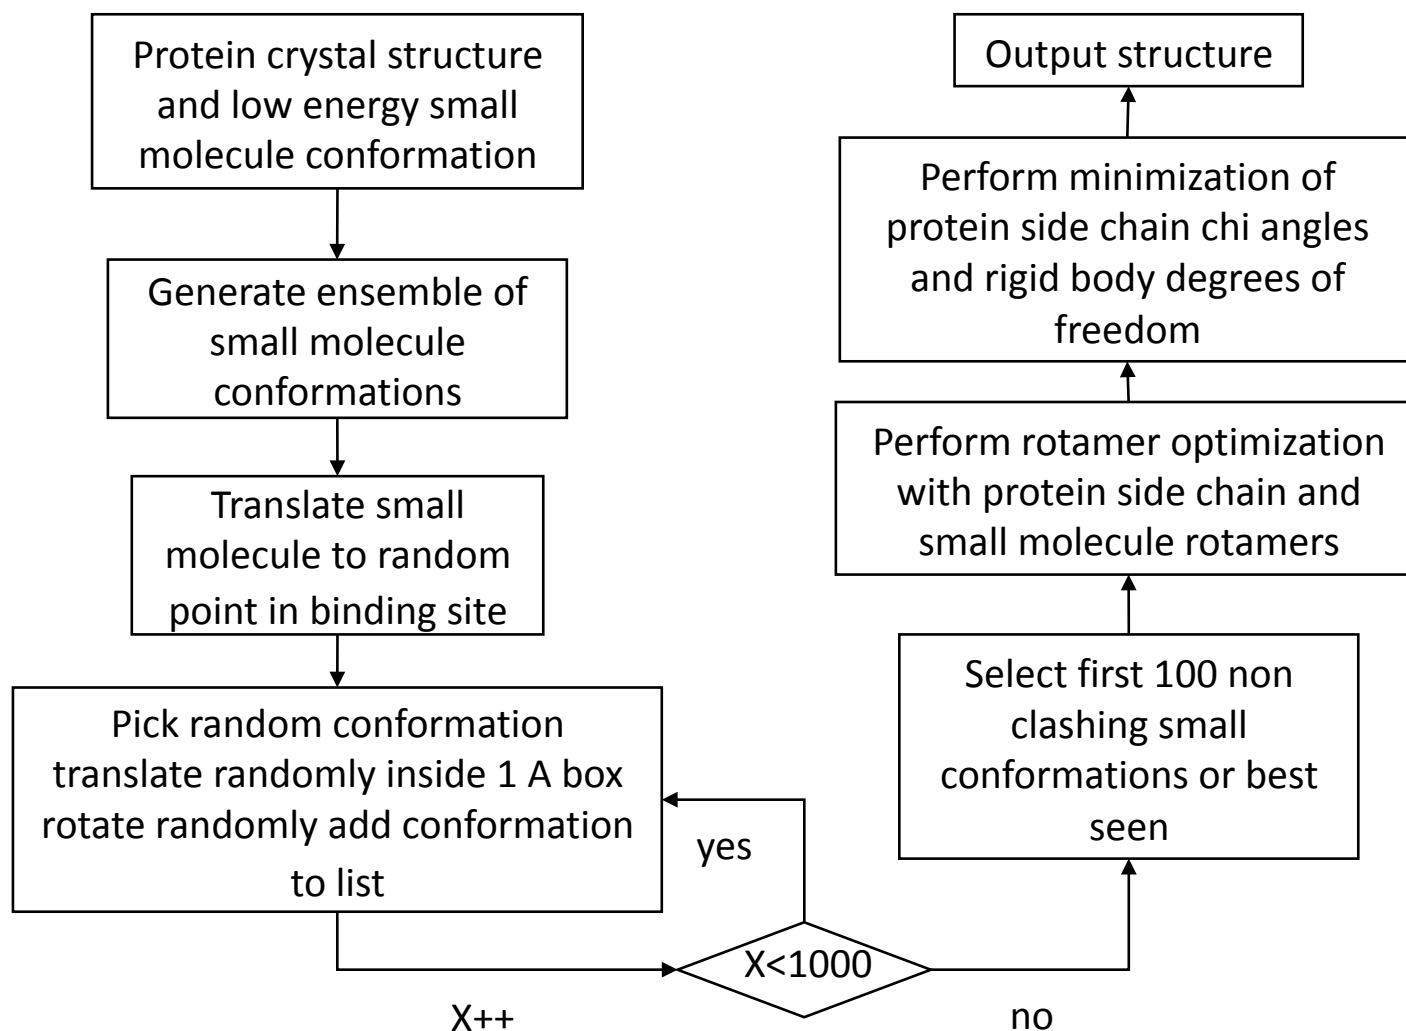 Protein crystal structure
and low energy small
molecule conformation
Generate ensemble of
small molecule
conformations
Translate small
molecule to random
point in binding site
Pick random conformation
translate randomly inside 1 A box
rotate randomly add conformation
to list
X++
X<1000
yes
no
Select first 100 non
clashing small
conformations or best
seen
Perform rotamer optimization
with protein side chain and
small molecule rotamers
Perform minimization of
protein side chain chi angles
and rigid body degrees of
freedom
Output structure